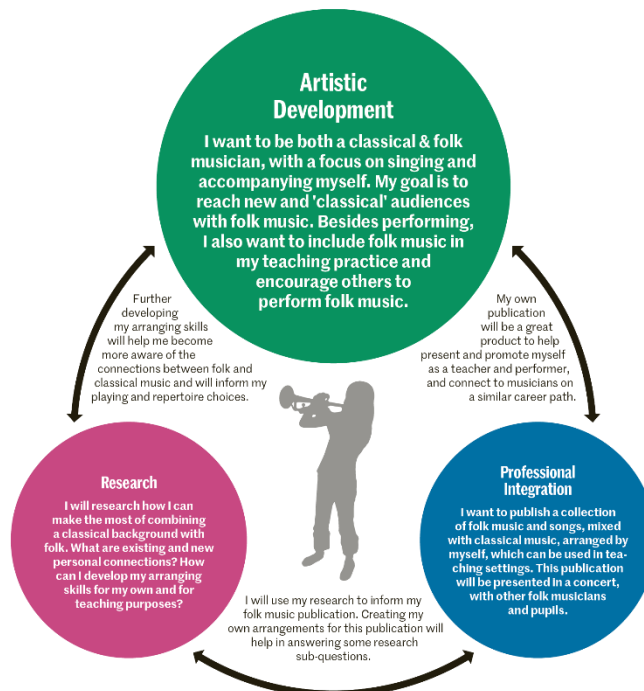 Artistic
Development
I want to be both a classical & folk
musician, with a focus on singing and
accompanying myself. My goal is to
reach new and 'classical' audiences
with folk music. Besides performing,
I also want to include folk music in
my teaching practice and
encourage others to
perform folk music.
Further
developing
my arranging skills
will help me become
more aware of the
connections between folk and
classical music and will inform my
playing and repertoire choices.
My own
publication
will be a great
product to help
present and promote myself
as a teacher and performer,
and connect to musicians on
a similar career path.
Research
I will research how I can
make the most of combining
a classical background with
folk. What are existing and new
personal connections? How
can I develop my arranging
skills for my own and for
teaching purposes?
Professional
Integration
I want to publish a collection
of folk music and songs, mixed
with classical music, arranged by
myself, which can be used in tea-
ching settings. This publication
will be presented in a concert,
with other folk musicians
and pupils.
I will use my research to inform my
folk music publication. Creating my
own arrangements for this publication will
help in answering some research
sub-questions.